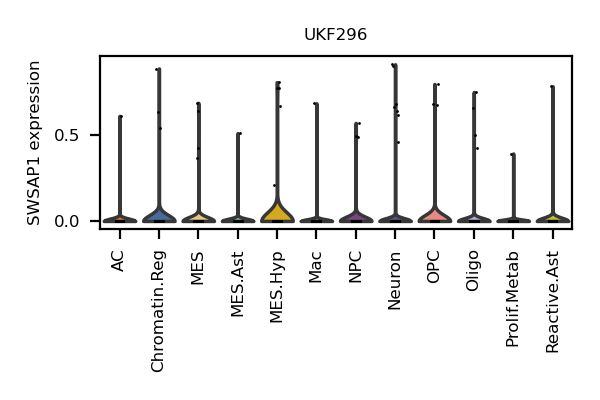 UKF296
SWSAP1 expression
0.5
0.0
AC
Chromatin.Reg
MES
MES.Ast
MES.Hyp
Mac
NPC
Neuron
OPC
Oligo
Prolif.Metab
Reactive.Ast